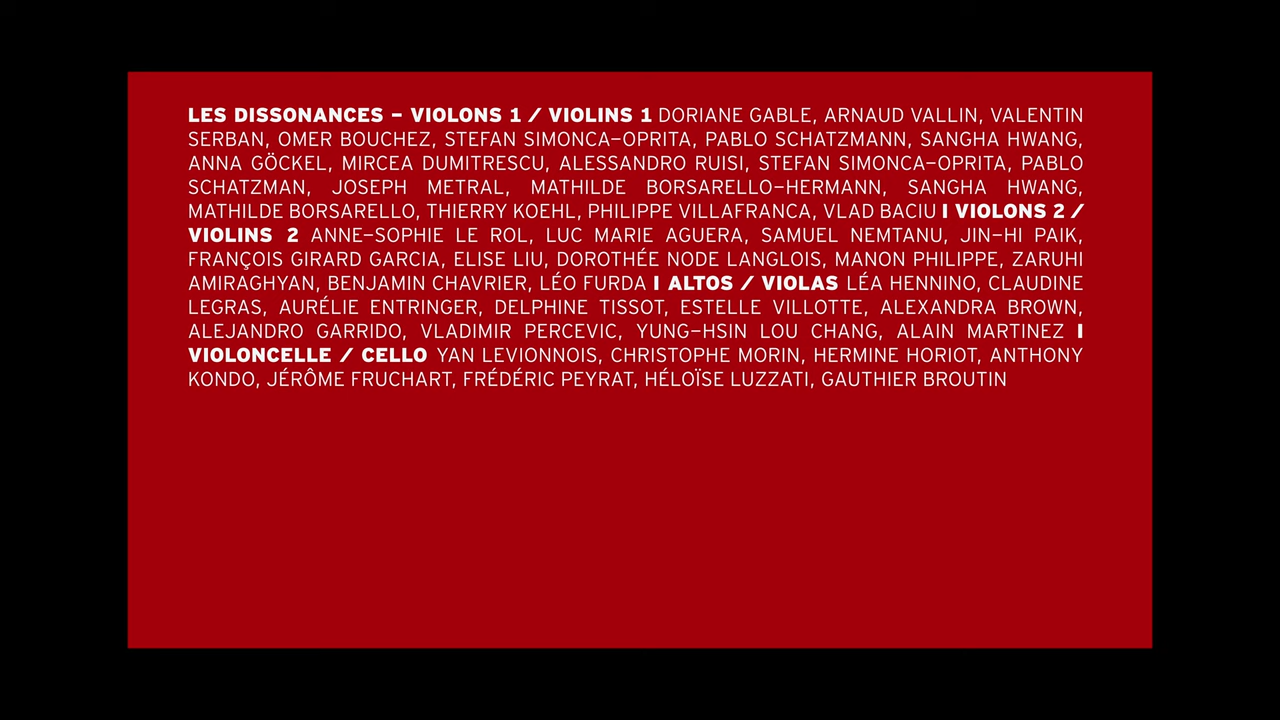 LES DISSONANCES – VIOLONS 1 / VIOLINS 1 DORIANE GABLE, ARNAUD VALLIN, VALENTIN
SERBAN, OMER BOUCHEZ, STEFAN SIMONCA–OPRITA, PABLO SCHATZMANN, SANGHA HWANG,
ANNA GÖCKEL, MIRCEA DUMITRESCU, ALESSANDRO RUISI, STEFAN SIMONCA–OPRITA, PABLO
SCHATZMAN, JOSEPH METRAL, MATHILDE BORSARELLO–HERMANN, SANGHA HWANG,
MATHILDE BORSARELLO, THIERRY KOEHL, PHILIPPE VILLAFRANCA, VLAD BACIU I VIOLONS 2 /
VIOLINS 2 ANNE–SOPHIE LE ROL, LUC MARIE AGUERA, SAMUEL NEMTANU, JIN–HI PAIK,
FRANÇOIS GIRARD GARCIA, ELISE LIU, DOROTHÉE NODE LANGLOIS, MANON PHILIPPE, ZARUHI
AMIRAGHYAN, BENJAMIN CHAVRIER, LÉO FURDA I ALTOS / VIOLAS LÉA HENNINO, CLAUDINE
LEGRAS, AURÉLIE ENTRINGER, DELPHINE TISSOT, ESTELLE VILLOTTE, ALEXANDRA BROWN,
ALEJANDRO GARRIDO, VLADIMIR PERCEVIC, YUNG–HSIN LOU CHANG, ALAIN MARTINEZ I
VIOLONCELLE / CELLO YAN LEVIONNOIS, CHRISTOPHE MORIN, HERMINE HORIOT, ANTHONY
KONDO, JÉRÔME FRUCHART, FRÉDÉRIC PEYRAT, HÉLOÏSE LUZZATI, GAUTHIER BROUTIN